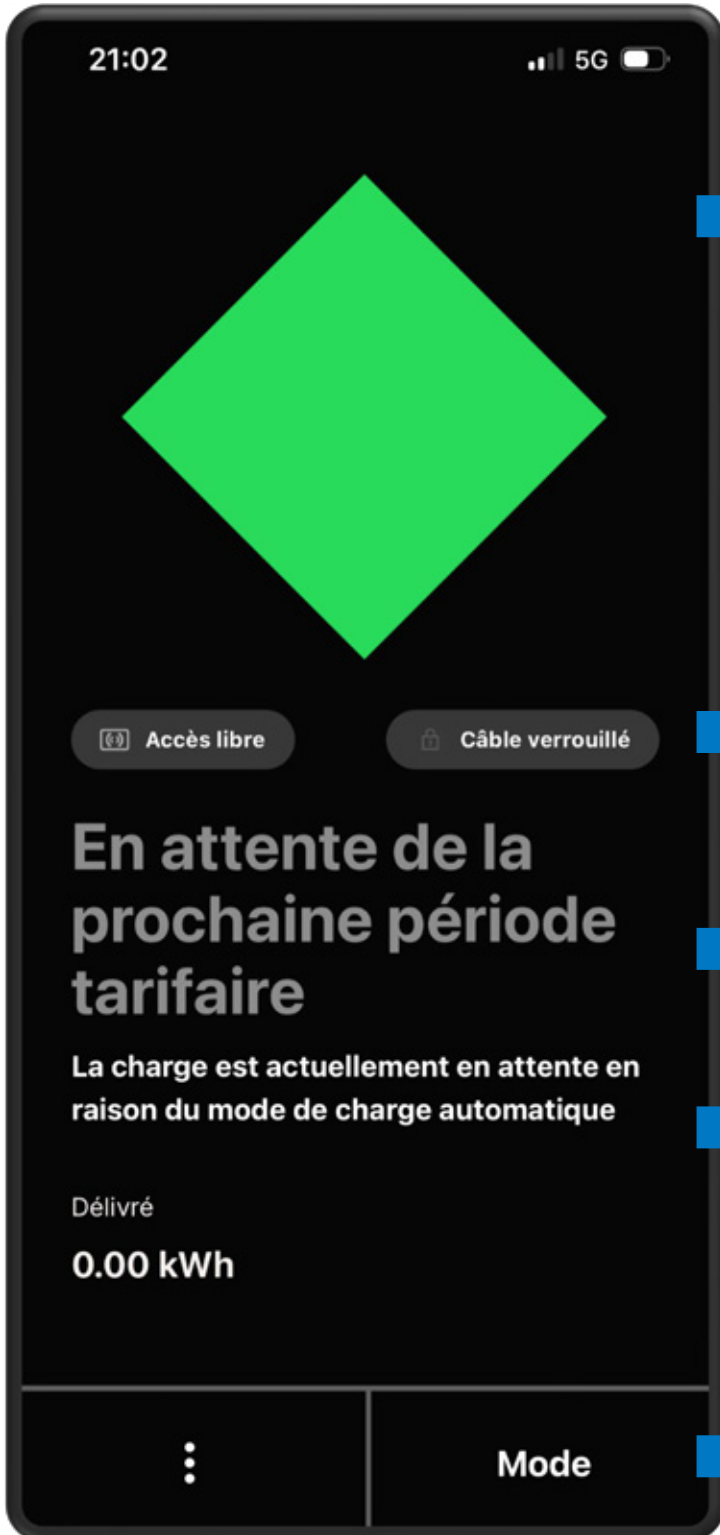 21:02 5G
Accès libre Câble verrouillé
En attente de la
prochaine période
tarifaire
La charge est actuellement en attente en
raison du mode de charge automatique
Délivré
0.00 kWh
Mode